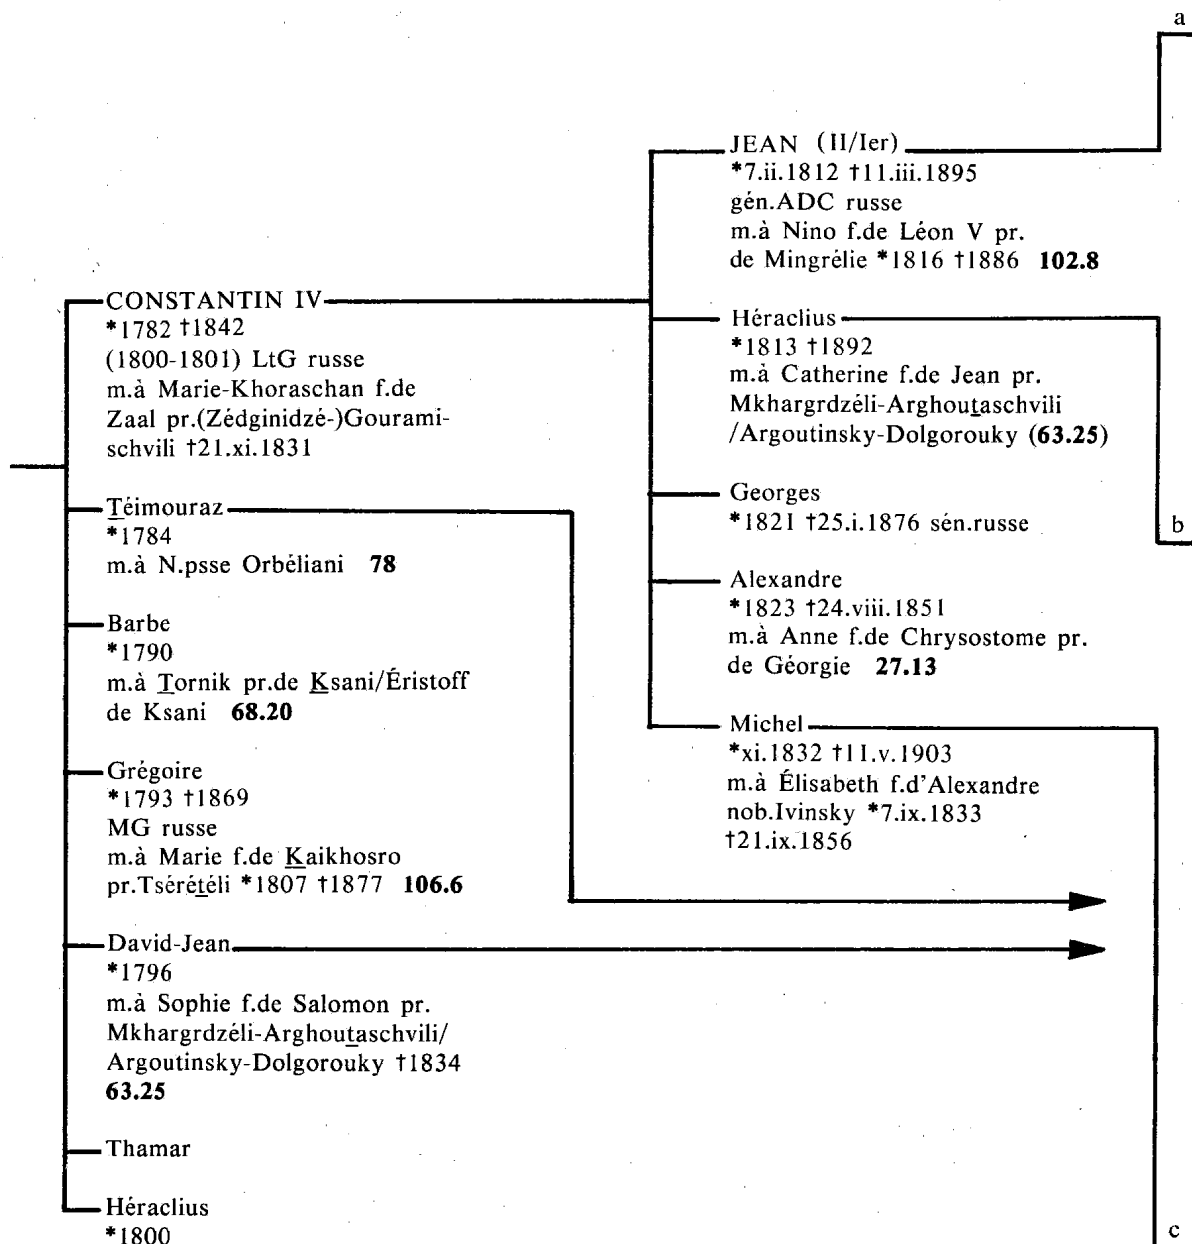 a
JEAN (II/Ier)
*7.ii.1812 †11.iii.1895
gén.ADC russe
m.à Nino f.de Léon V pr.
de Mingrélie *1816 †1886 102.8
CONSTANTIN IV
*1782 †1842
(1800-1801) LtG russe
m.à Marie-Khoraschan f.de
Zaal pr.(Zédginidzé-)Gourami-
schvili †21.xi.1831
Héraclius
*1813 †1892
m.à Catherine f.de Jean pr.
Mkhargrdzéli-Arghoutaschvili
/Argoutinsky-Dolgorouky (63.25)
Téimouraz
*1784
m.à N.psse Orbéliani 78
Georges
*1821 †25.i.1876 sén.russe
b
Barbe
*1790
m.à Tornik pr.de Ksani/Éristoff
de Ksani 68.20
Alexandre
*1823 †24.viii.1851
m.à Anne f.de Chrysostome pr.
de Géorgie 27.13
Grégoire
*1793 †1869
MG russe
m.à Marie f.de Kaikhosro
pr.Tsérétéli *1807 †1877 106.6
Michel
*xi.1832 †11.v.1903
m.à Élisabeth f.d'Alexandre
nob.Ivinsky *7.ix.1833
†21.ix.1856
David-Jean
*1796
m.à Sophie f.de Salomon pr.
Mkhargrdzéli-Arghoutaschvili/
Argoutinsky-Dolgorouky †1834
63.25
Thamar
Héraclius
*1800
c